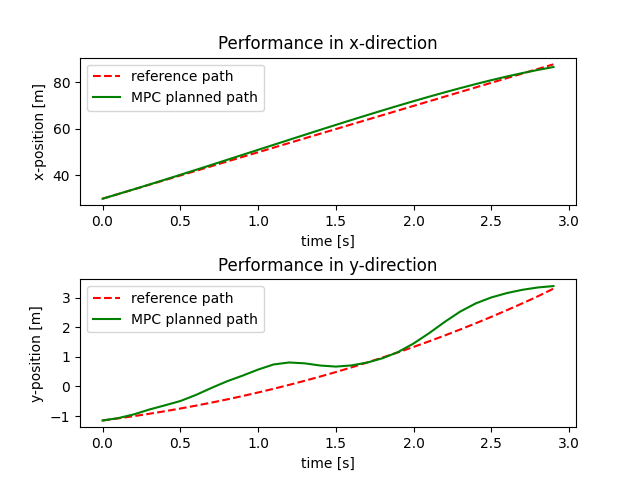 Performance in x-direction
reference path
MPC planned path
80
60
40
x-position [m]
0.0 0.5 1.0 1.5 2.0 2.5 3.0
time [s]
Performance in y-direction
reference path
MPC planned path
3
2
1
0
−1
y-position [m]
0.0 0.5 1.0 1.5 2.0 2.5 3.0
time [s]